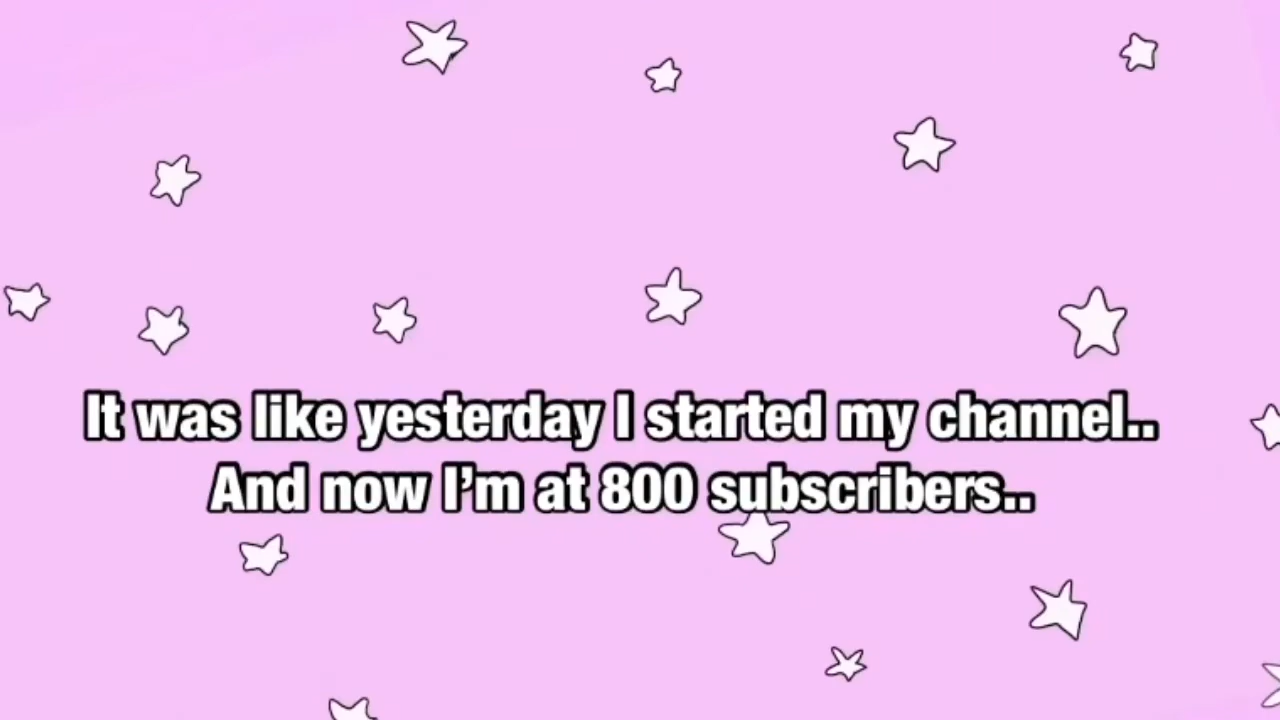 It was like yesterday I started my channel..
And now I'm at 800 subscribers..